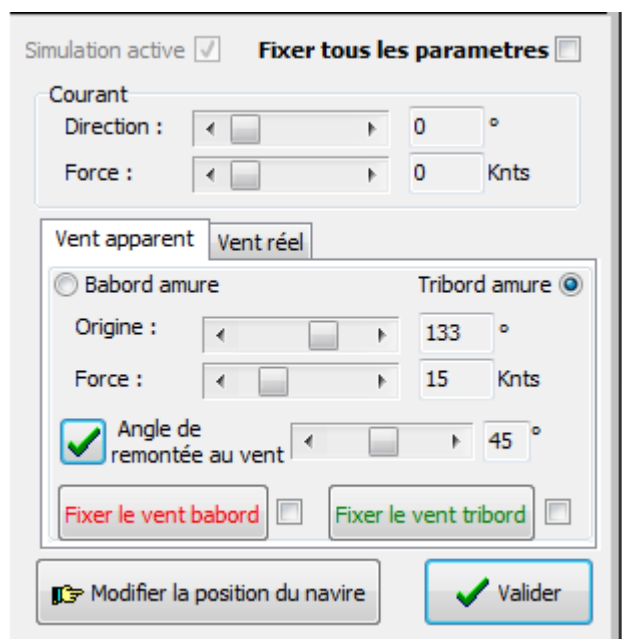 Simulation active Fixer tous les parametres
Courant
Direction : 0 °
Force : 0 Knts
Vent apparent Vent réel
Babord amure Tribord amure
Origine : 133 °
Force : 15 Knts
Angle de
remontée au vent 45 °
Fixer le vent babord Fixer le vent tribord
Modifier la position du navire Valider